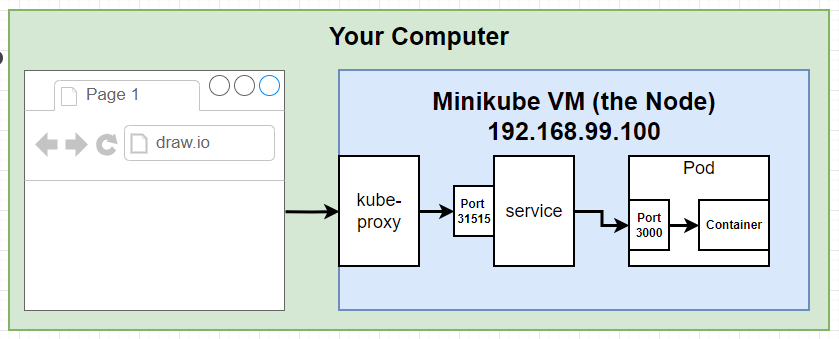 Your Computer
Page 1
draw.io
Minikube VM (the Node)
192.168.99.100
kube-
proxy
Port
31515
service
Pod
Port
3000
Container